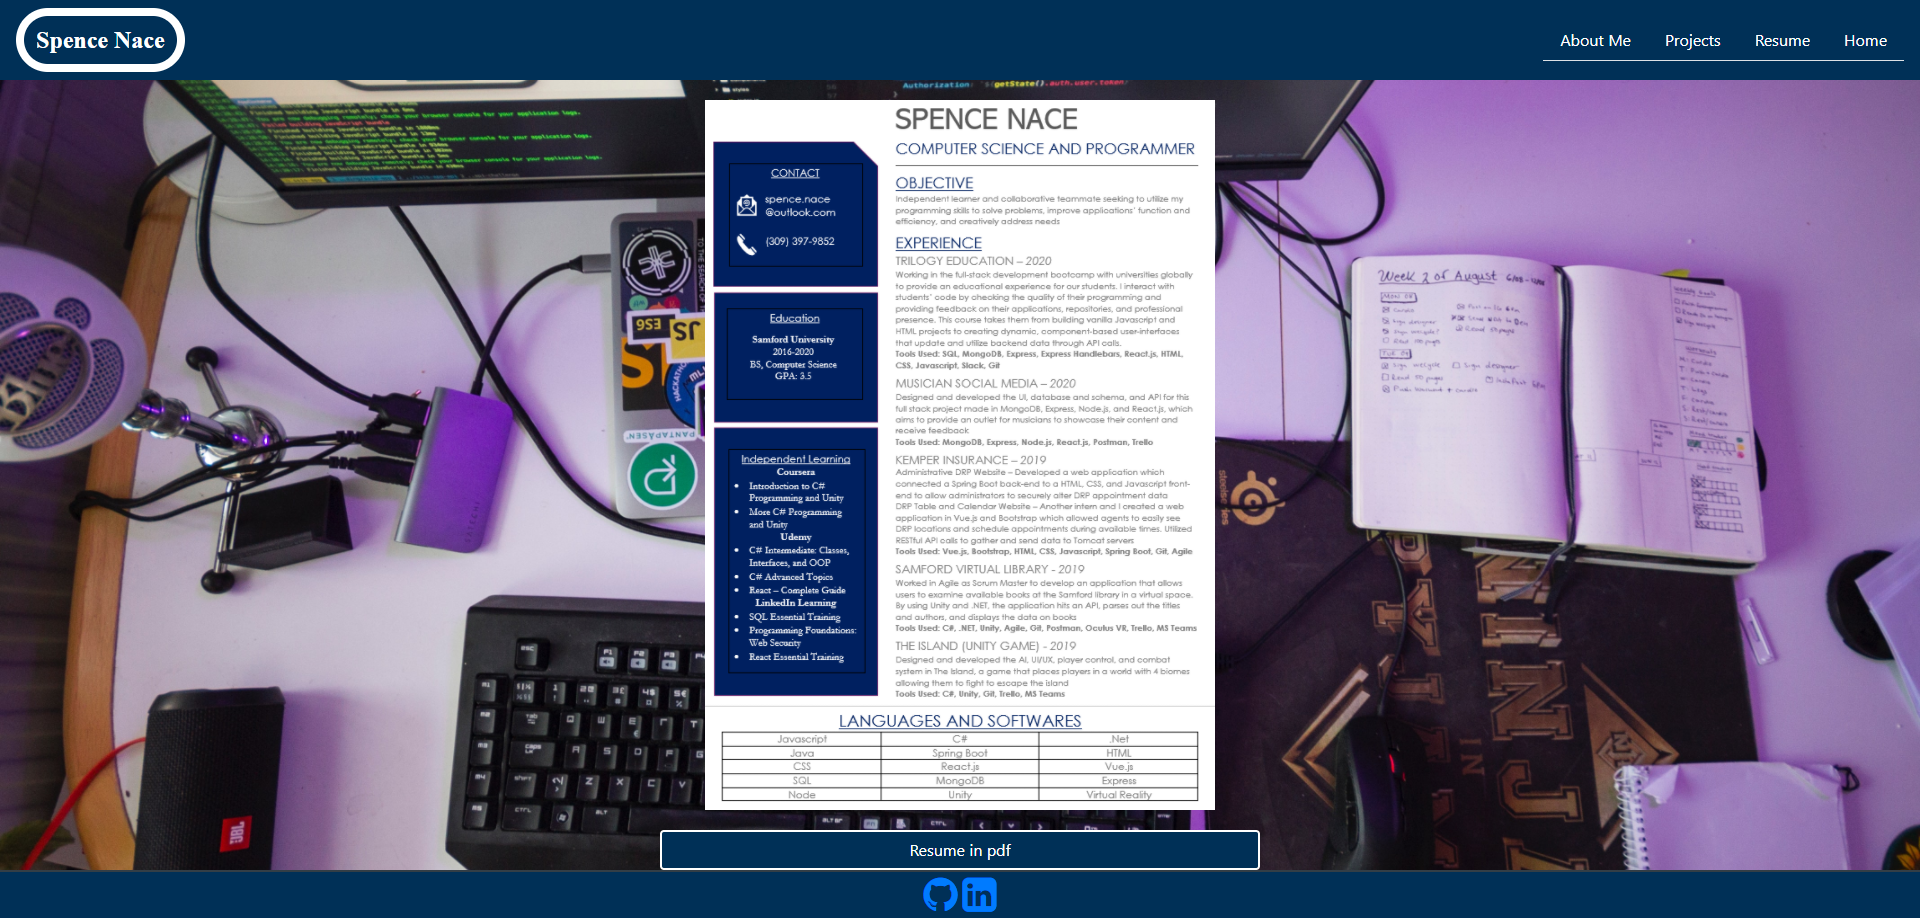 Spence Nace
About Me
Projects
Resume
Home
SPENCE NACE
COMPUTER SCIENCE AND PROGRAMMER
CONTACT
spence.nace
@outlook.com
(309) 397-9852
Education
Samford University
2016-2020
BS, Computer Science
GPA: 3.5
Independent Learning
Coursera
• Introduction to C#
Programming and Unity
• More C# Programming
and Unity
Udemy
• C# Intermediate: Classes,
Interfaces, and OOP
• C# Advanced Topics
• React – Complete Guide
LinkedIn Learning
• SQL Essential Training
• Programming Foundations:
Web Security
• React Essential Training
OBJECTIVE
Independent learner and collaborative teammate seeking to utilize my
programming skills to solve problems, improve applications' function and
efficiency, and creatively address needs
EXPERIENCE
TRILOGY EDUCATION – 2020
Working in the full-stack development bootcamp with universities globally
to provide an educational experience for our students. I interact with
students' code by checking the quality of their programming and
providing feedback on their applications, repositories, and professional
presence. This course takes them from building vanilla Javascript and
HTML projects to creating dynamic, component-based user-interfaces
that update and utilize backend data through API calls.
Tools Used: SQL, MongoDB, Express, Express Handlebars, React.js, HTML,
CSS, Javascript, Slack, Git
MUSICIAN SOCIAL MEDIA – 2020
Designed and developed the UI, database and schema, and API for this
full stack project made in MongoDB, Express, Node.js, and React.js, which
aims to provide an outlet for musicians to showcase their content and
receive feedback
Tools Used: MongoDB, Express, Node.js, React.js, Postman, Trello
KEMPER INSURANCE – 2019
Administrative DRP Website – Developed a web application which
connected a Spring Boot back-end to a HTML, CSS, and Javascript front-
end to allow administrators to securely alter DRP appointment data
DRP Table and Calendar Website – Another intern and I created a web
application in Vue.js and Bootstrap which allowed agents to easily see
DRP locations and schedule appointments during available times. Utilized
RESTful API calls to gather and send data to Tomcat servers
Tools Used: Vue.js, Bootstrap, HTML, CSS, Javascript, Spring Boot, Git, Agile
SAMFORD VIRTUAL LIBRARY - 2019
Worked in Agile as Scrum Master to develop an application that allows
users to examine available books at the Samford library in a virtual space.
By using Unity and .NET, the application hits an API, parses out the titles
and authors, and displays the data on books
Tools Used: C#, .NET, Unity, Agile, Git, Postman, Oculus VR, Trello, MS Teams
THE ISLAND (UNITY GAME) - 2019
Designed and developed the AI, UI/UX, player control, and combat
system in The Island, a game that places players in a world with 4 biomes
allowing them to fight to escape the island
Tools Used: C#, Unity, Git, Trello, MS Teams
LANGUAGES AND SOFTWARES
Javascript C# .Net
Java Spring Boot HTML
CSS React.js Vue.js
SQL MongoDB Express
Node Unity Virtual Reality
Authorization: `${getState().auth.user.token}`
Week 2 of August
ES6
JS
PANTAPÅSEN
steelseries
JBL
NINJA
IN
Resume in pdf
in